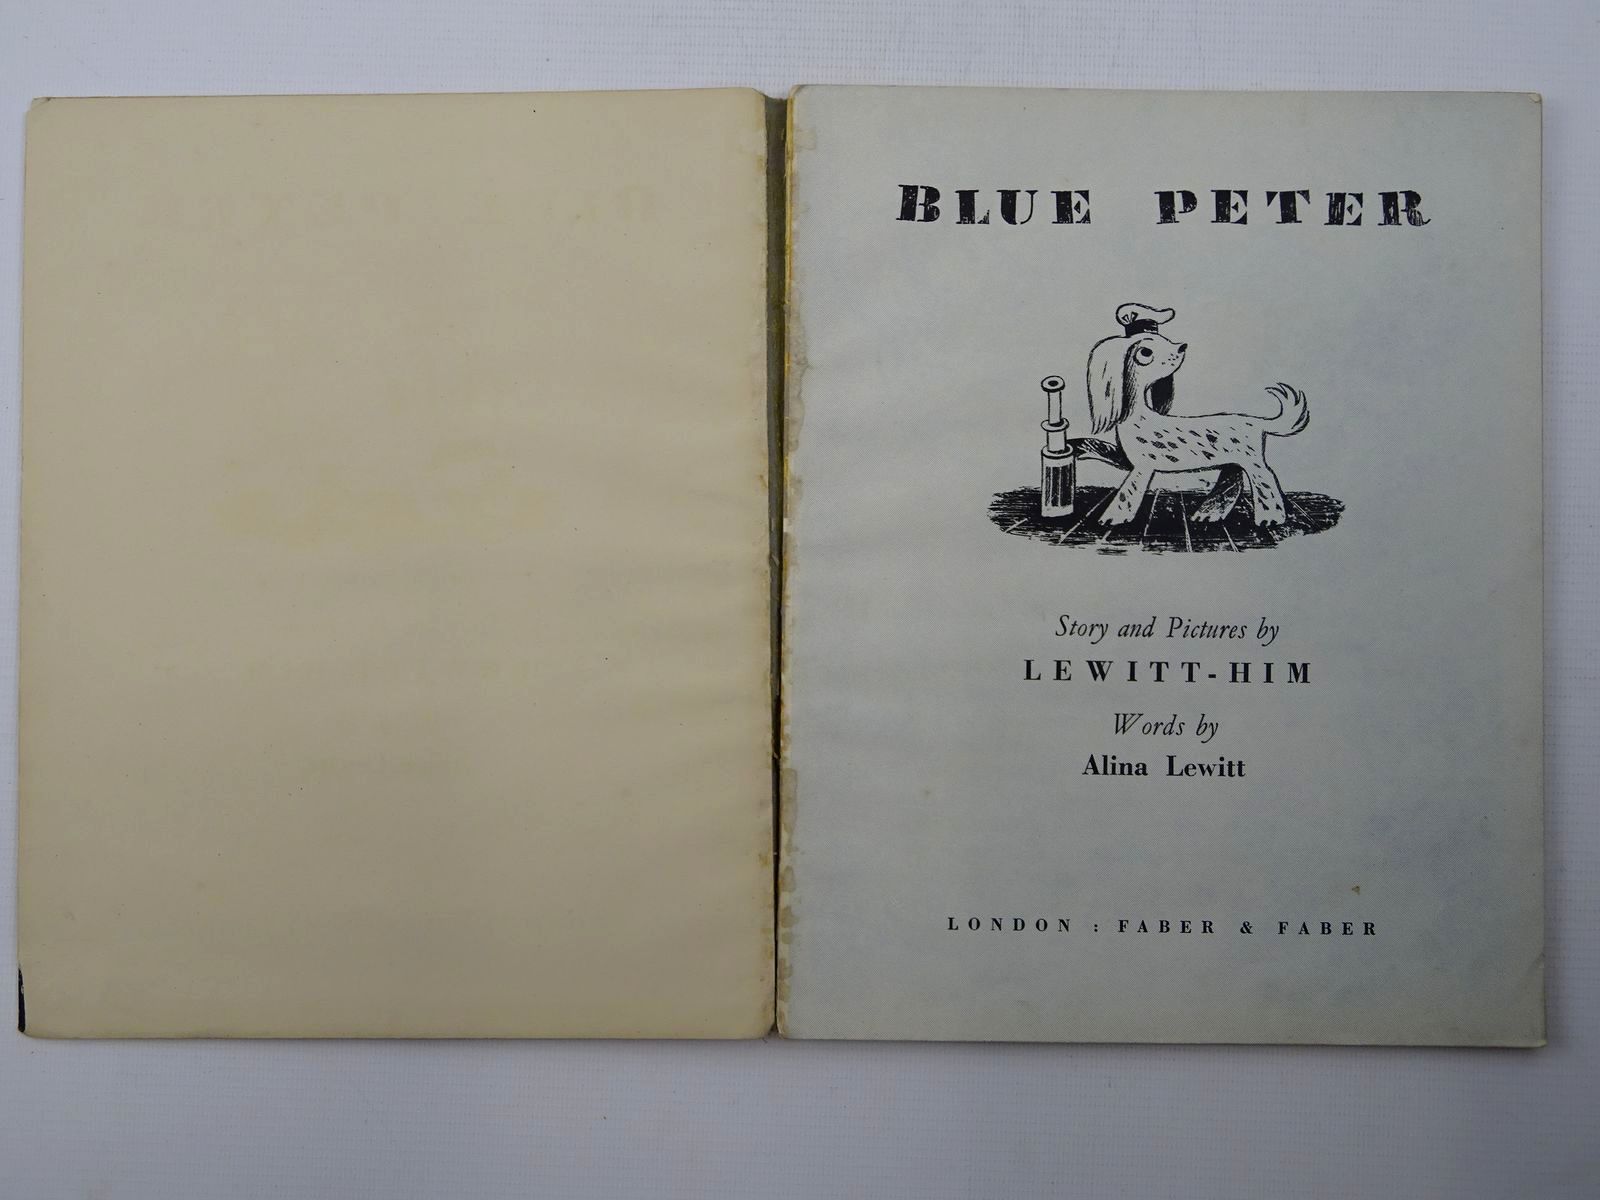 BLUE PETER
Story and Pictures by
LEWITT-HIM
Words by
Alina Lewitt
LONDON : FABER & FABER